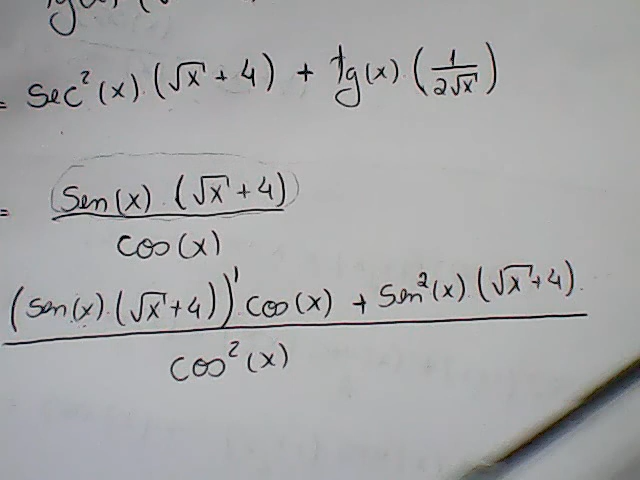 = sec²(x).(√x + 4) + tg(x).(1/2√x)
= sen(x).(√x + 4)
cos(x)
(sen(x).(√x + 4))' cos(x) + sen²(x).(√x + 4).
cos²(x)